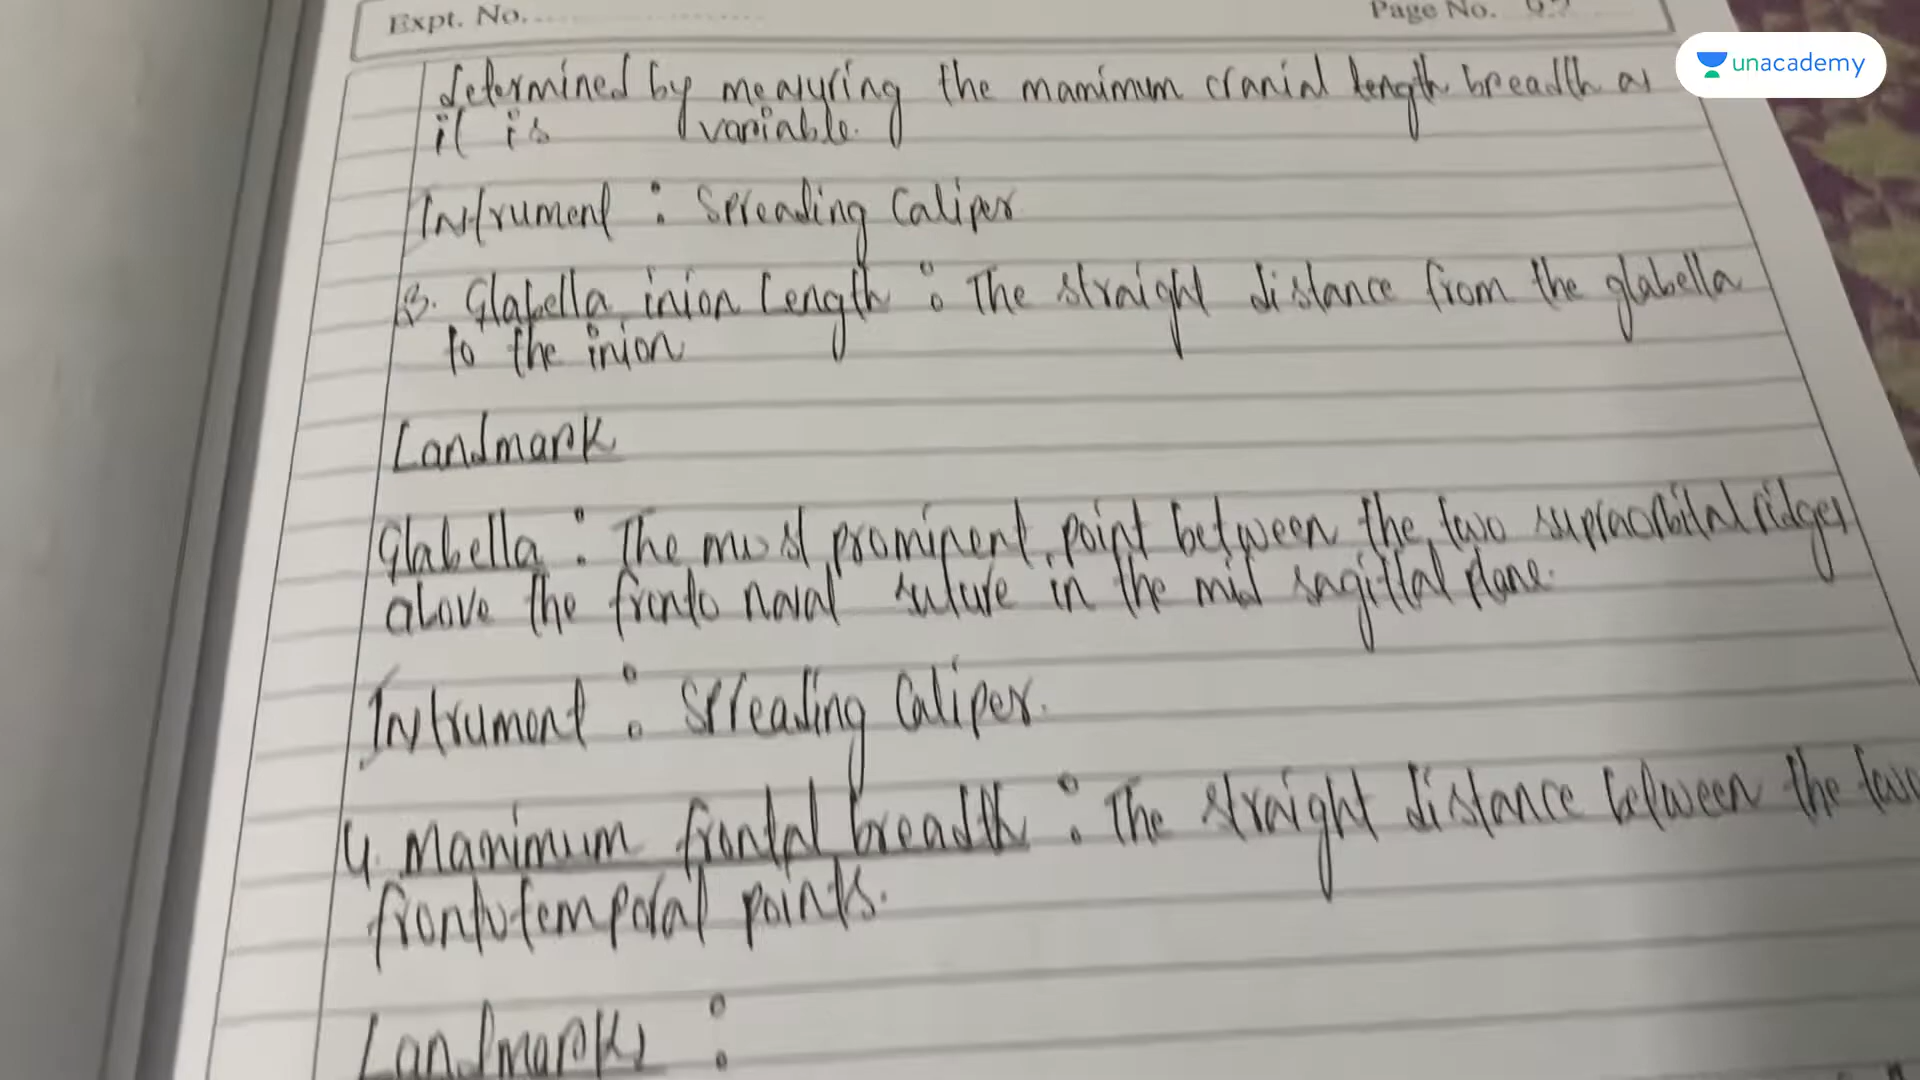 Expt. No.
Page No.
unacademy
determined by measuring the manimum cranial length breadth as
it is variable.
Instrument : Spreading Caliper
3. Glabella inion Length : The straight distance from the glabella
to the inion
Landmark
Glabella : The most prominent point between the two supraorbital ridges
above the fronto nasal suture in the mid sagittal plane.
Instrument : Spreading Caliper.
4. Manimum frontal breadth : The straight distance between the two
frontotemporal points.
Landmarks :